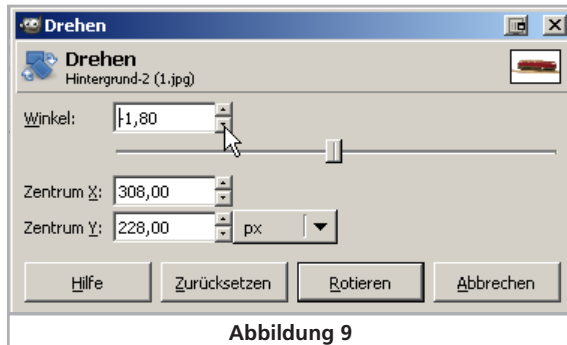 Drehen
Drehen
Hintergrund-2 (1.jpg)
Winkel: -1,80
Zentrum X: 308,00
Zentrum Y: 228,00 px
Hilfe Zurücksetzen Rotieren Abbrechen
Abbildung 9